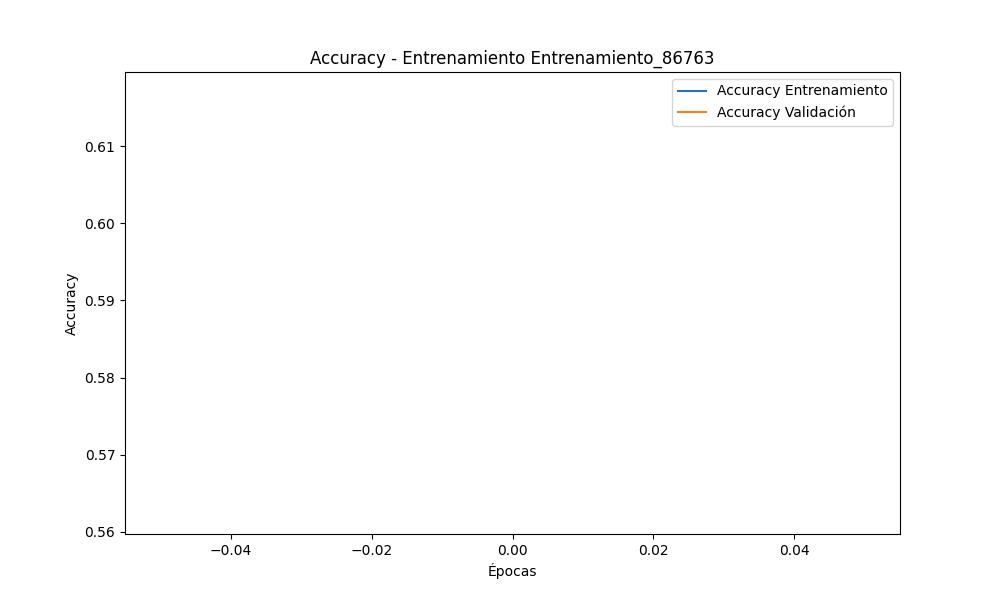 Accuracy - Entrenamiento Entrenamiento_86763
Accuracy Entrenamiento
Accuracy Validación
Accuracy
0.61
0.60
0.59
0.58
0.57
0.56
−0.04
−0.02
0.00
0.02
0.04
Épocas